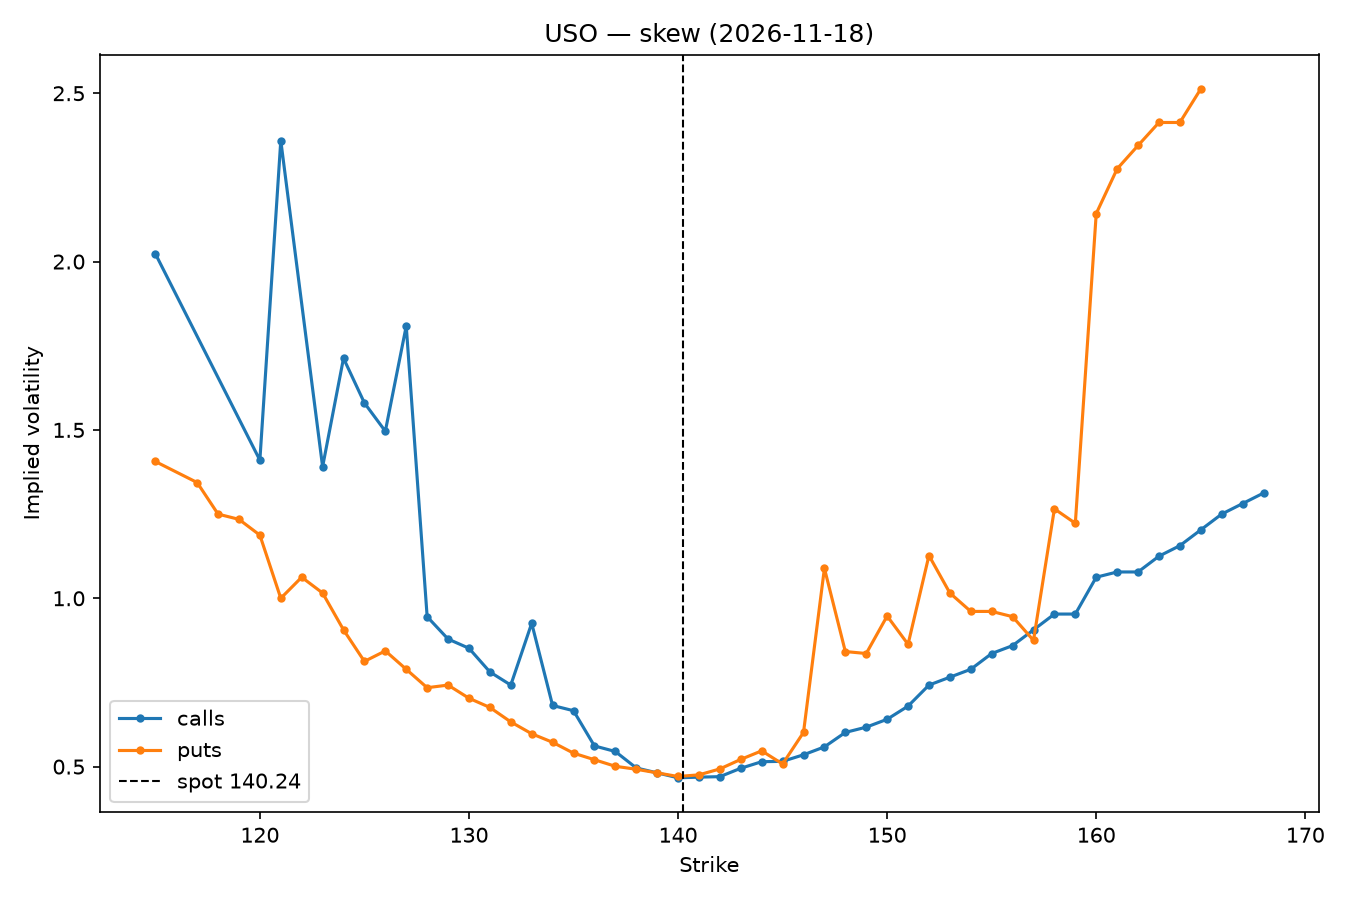 USO — skew (2026-11-18)
2.5
2.0
1.5
1.0
0.5
Implied volatility
calls
puts
spot 140.24
120 130 140 150 160 170
Strike